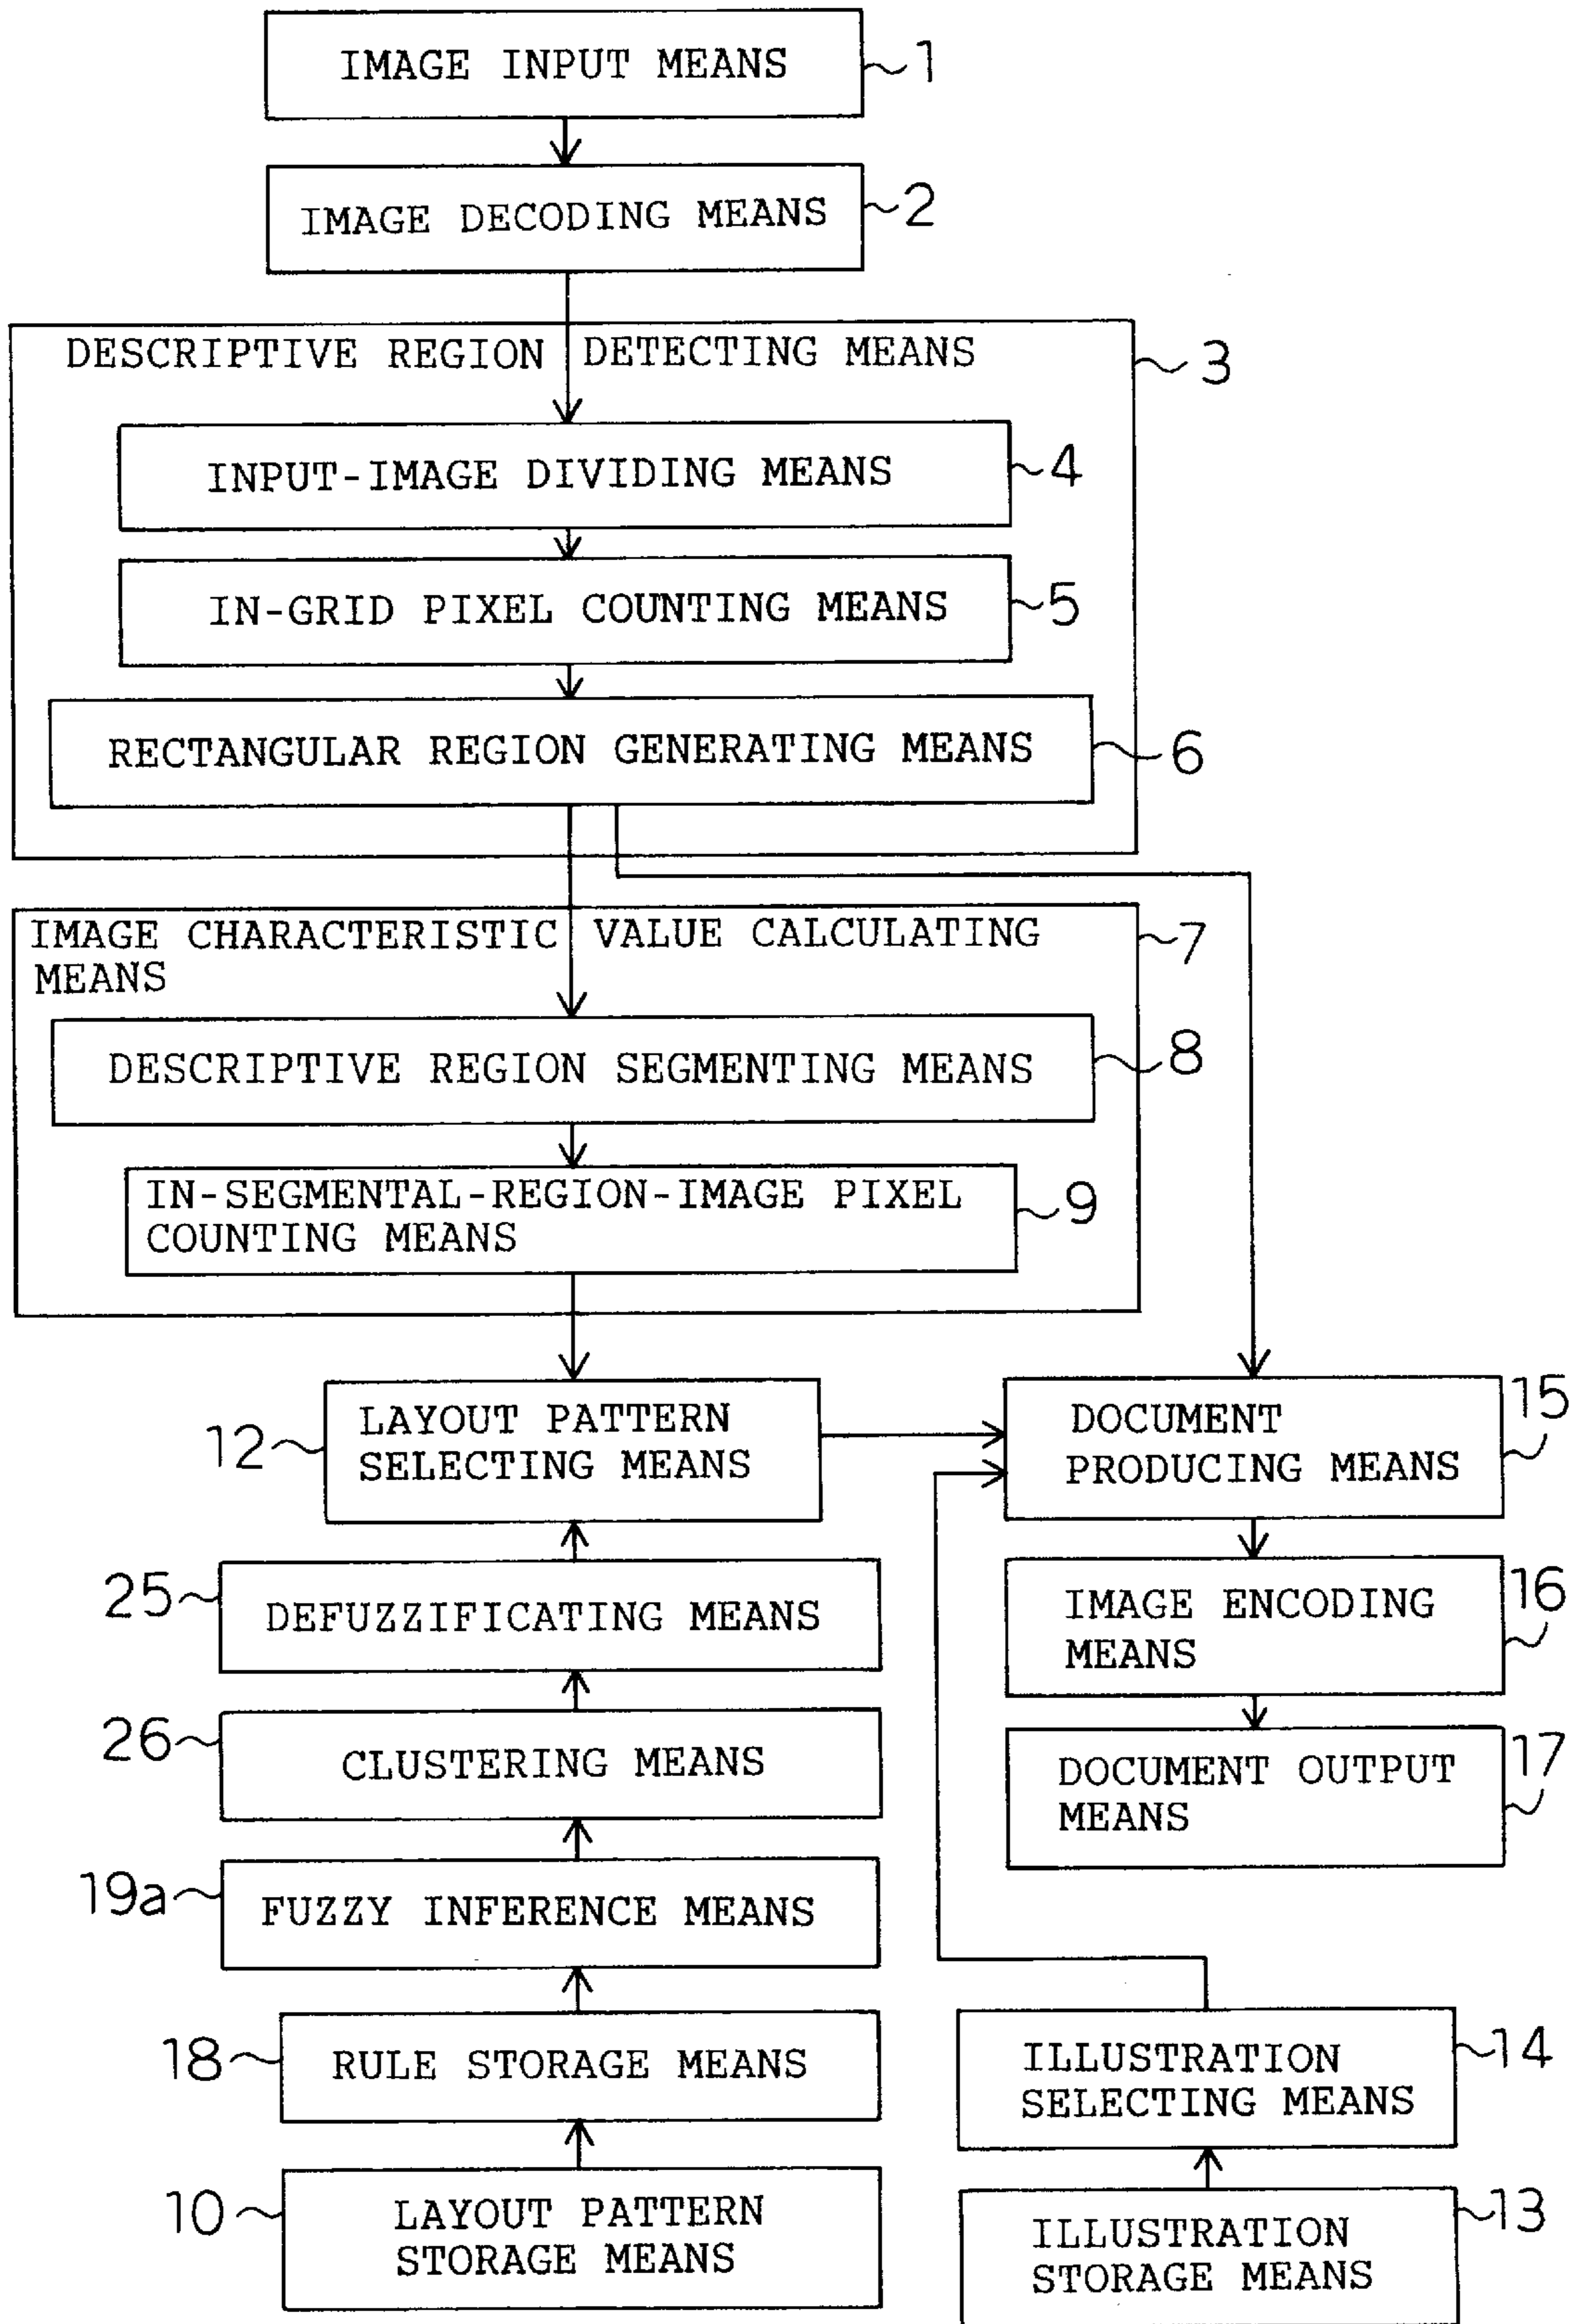 IMAGE INPUT MEANS
1
IMAGE DECODING MEANS
2
DESCRIPTIVE REGION DETECTING MEANS
3
INPUT-IMAGE DIVIDING MEANS
4
IN-GRID PIXEL COUNTING MEANS
5
RECTANGULAR REGION GENERATING MEANS
6
IMAGE CHARACTERISTIC VALUE CALCULATING
MEANS
7
DESCRIPTIVE REGION SEGMENTING MEANS
8
IN-SEGMENTAL-REGION-IMAGE PIXEL
COUNTING MEANS
9
12
LAYOUT PATTERN
SELECTING MEANS
DOCUMENT
PRODUCING MEANS
15
25
DEFUZZIFICATING MEANS
IMAGE ENCODING
MEANS
16
26
CLUSTERING MEANS
DOCUMENT OUTPUT
MEANS
17
19a
FUZZY INFERENCE MEANS
18
RULE STORAGE MEANS
ILLUSTRATION
SELECTING MEANS
14
10
LAYOUT PATTERN
STORAGE MEANS
ILLUSTRATION
STORAGE MEANS
13